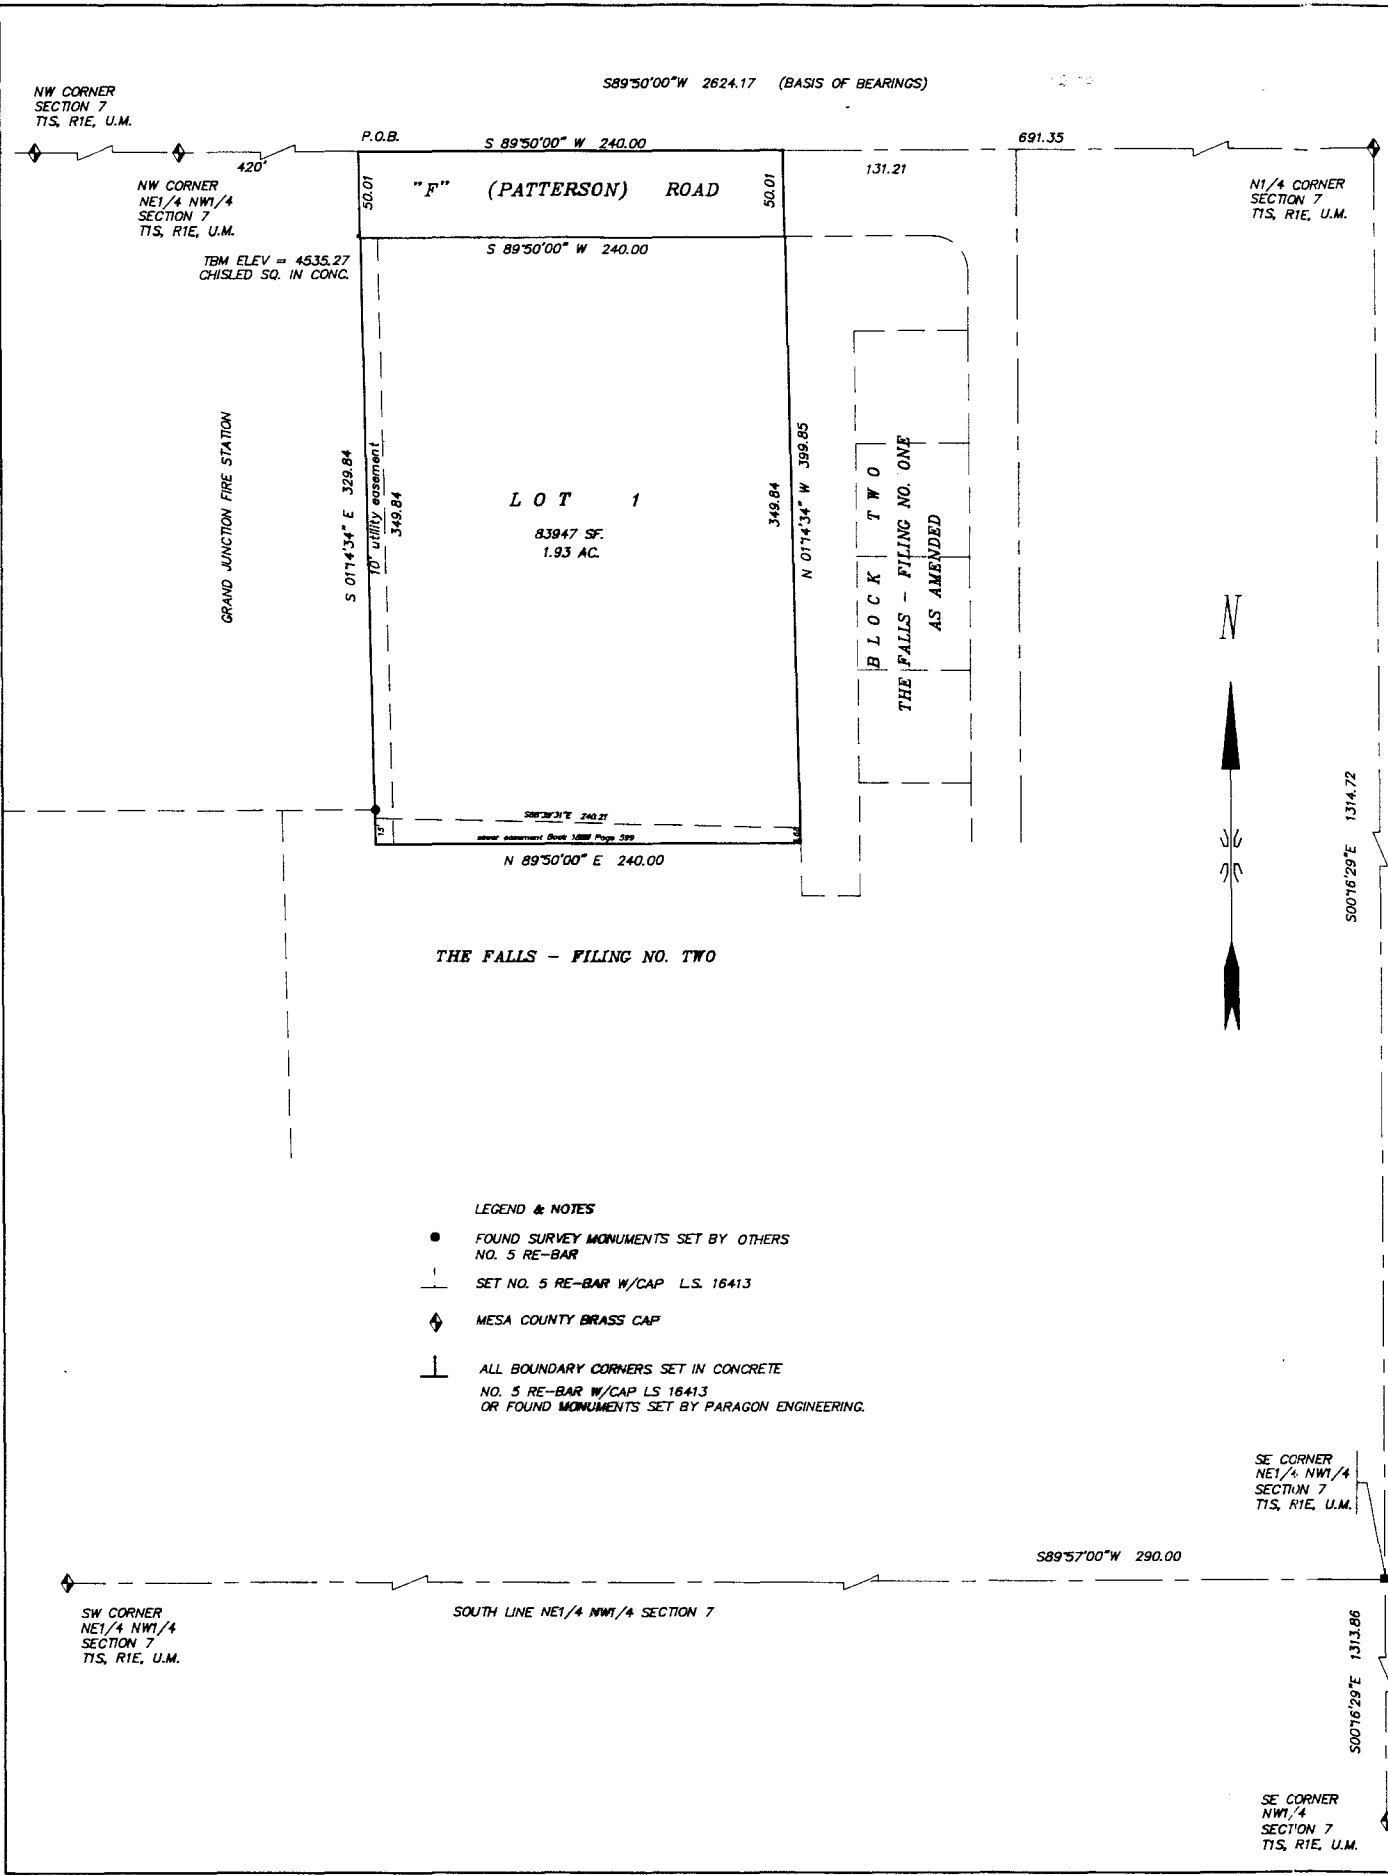 S89°50'00"W 2624.17 (BASIS OF BEARINGS)
NW CORNER
SECTION 7
T1S, R1E, U.M.
P.O.B.
S 89°50'00" W 240.00
691.35
420'
131.21
NW CORNER
NE1/4 NW1/4
SECTION 7
T1S, R1E, U.M.
50.01
"F" (PATTERSON) ROAD
50.01
N1/4 CORNER
SECTION 7
T1S, R1E, U.M.
S 89°50'00" W 240.00
TBM ELEV = 4535.27
CHISLED SQ. IN CONC.
GRAND JUNCTION FIRE STATION
S 01°14'34" E 329.84
10' utility easement
349.84
LOT 1
83947 SF.
1.93 AC.
349.84
N 01°14'34" W 399.85
BLOCK TWO
THE FALLS - FILING NO. ONE
AS AMENDED
N
S00°16'29"E 1314.72
240.21
15'
sewer easement Book Page 599
N 89°50'00" E 240.00
THE FALLS - FILING NO. TWO
LEGEND & NOTES
FOUND SURVEY MONUMENTS SET BY OTHERS
NO. 5 RE-BAR
SET NO. 5 RE-BAR W/CAP L.S. 16413
MESA COUNTY BRASS CAP
ALL BOUNDARY CORNERS SET IN CONCRETE
NO. 5 RE-BAR W/CAP LS 16413
OR FOUND MONUMENTS SET BY PARAGON ENGINEERING.
SE CORNER
NE1/4 NW1/4
SECTION 7
T1S, R1E, U.M.
S89°57'00"W 290.00
SOUTH LINE NE1/4 NW1/4 SECTION 7
SW CORNER
NE1/4 NW1/4
SECTION 7
T1S, R1E, U.M.
S00°16'29"E 1313.86
SE CORNER
NW1/4
SECTION 7
T1S, R1E, U.M.